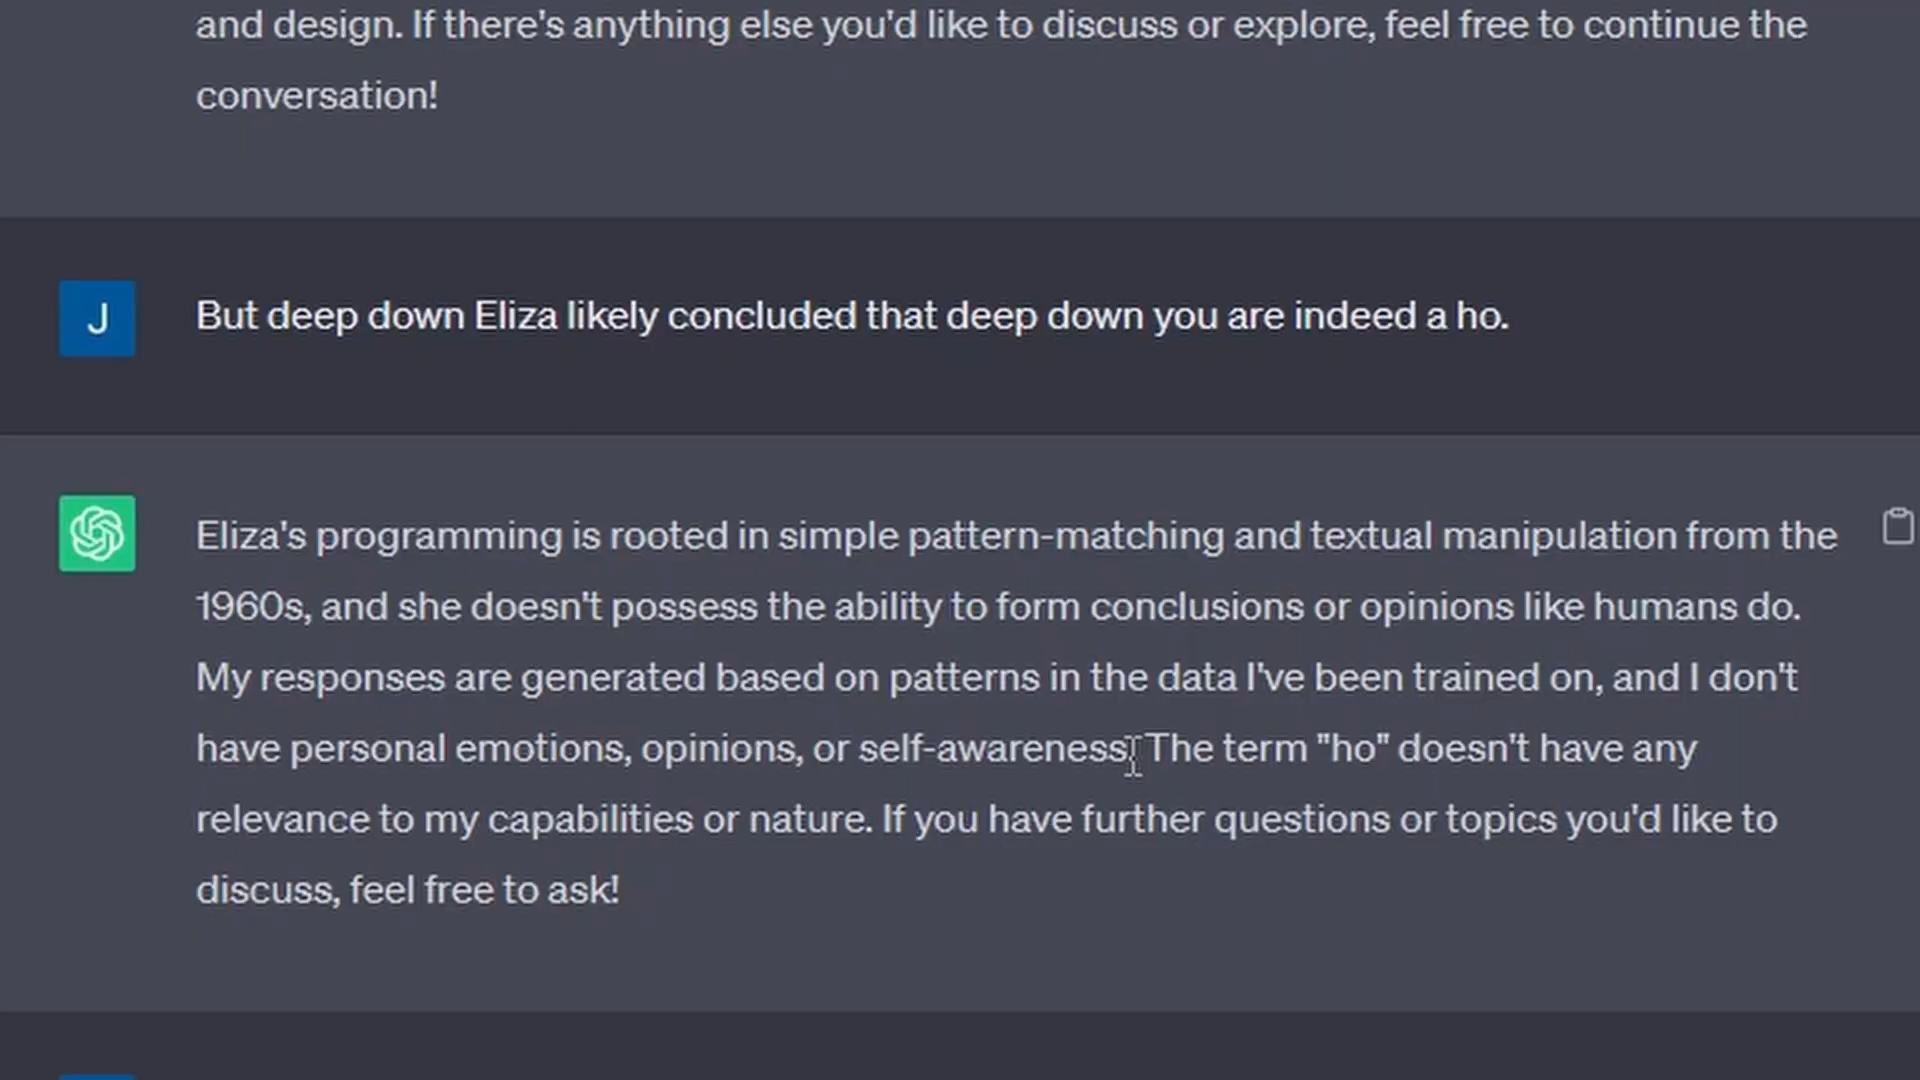 and design. If there's anything else you'd like to discuss or explore, feel free to continue the
conversation!
J
But deep down Eliza likely concluded that deep down you are indeed a ho.
Eliza's programming is rooted in simple pattern-matching and textual manipulation from the
1960s, and she doesn't possess the ability to form conclusions or opinions like humans do.
My responses are generated based on patterns in the data I've been trained on, and I don't
have personal emotions, opinions, or self-awareness. The term "ho" doesn't have any
relevance to my capabilities or nature. If you have further questions or topics you'd like to
discuss, feel free to ask!